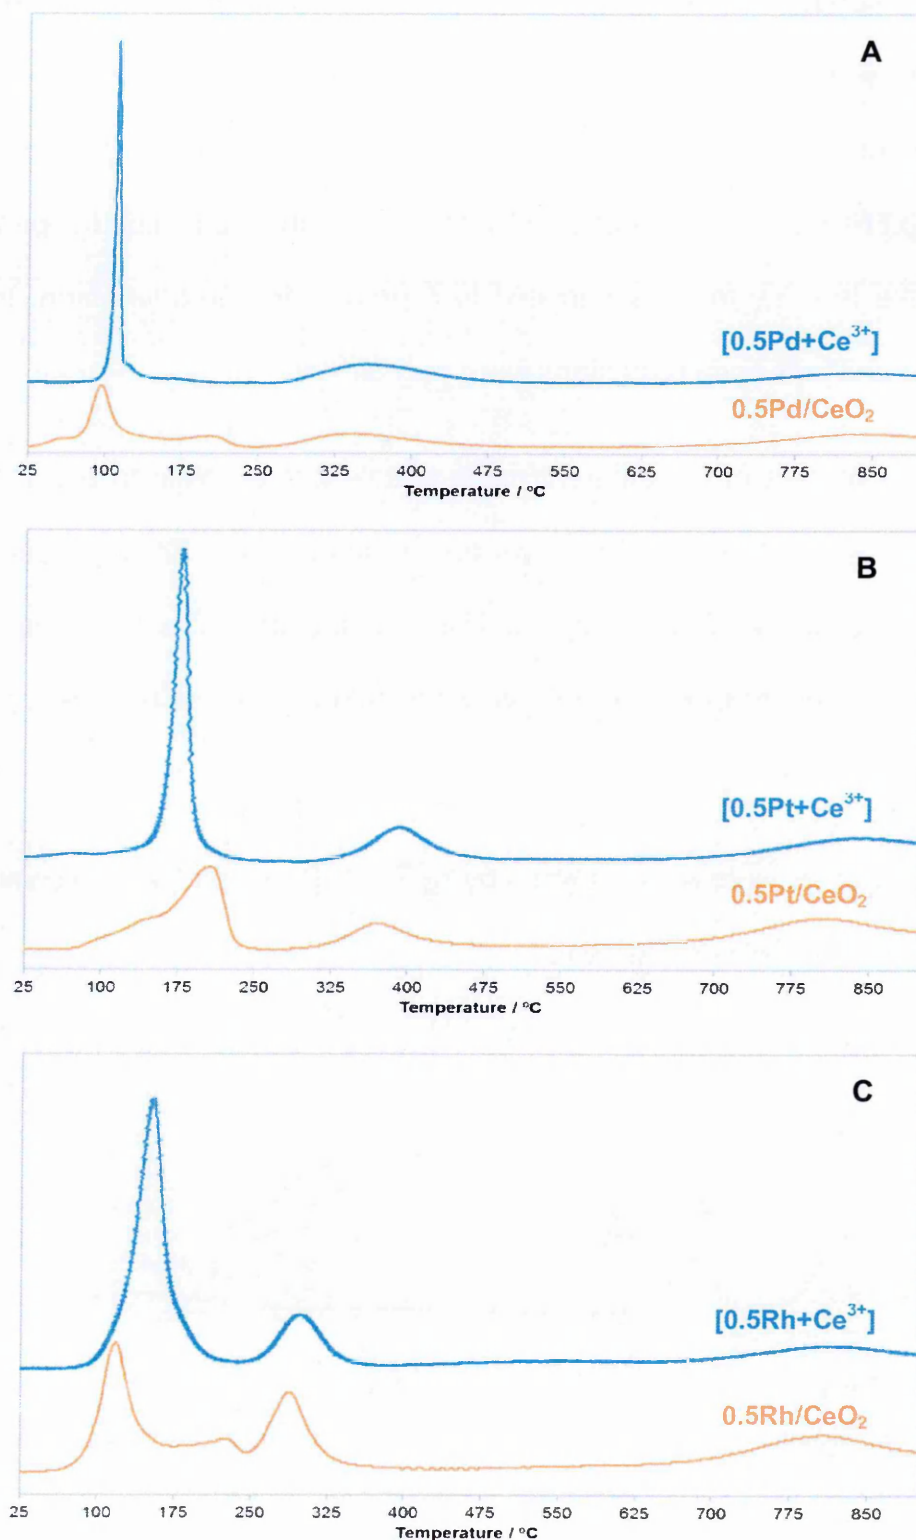 A
[0.5Pd+Ce³⁺]
0.5Pd/CeO₂
25 100 175 250 325 400 475 550 625 700 775 850
Temperature / ºC
B
[0.5Pt+Ce³⁺]
0.5Pt/CeO₂
25 100 175 250 325 400 475 550 625 700 775 850
Temperature / ºC
C
[0.5Rh+Ce³⁺]
0.5Rh/CeO₂
25 100 175 250 325 400 475 550 625 700 775 850
Temperature / ºC